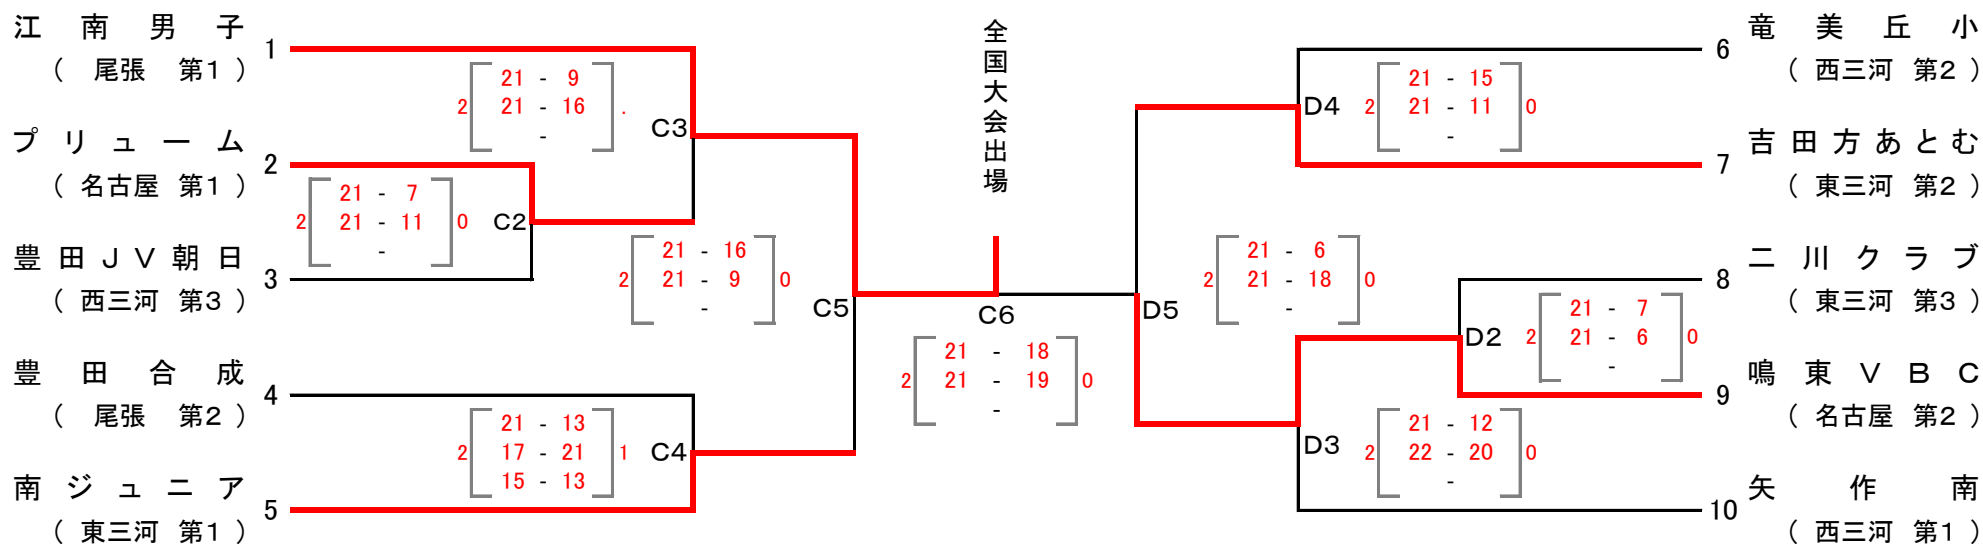 江南男子
1
（ 尾張 第1 ）
21 - 9
2 21 - 16 .
-
C3
プリューム
2
（ 名古屋 第1 ）
21 - 7
2 21 - 11 0
-
C2
豊田JV朝日
3
（ 西三河 第3 ）
21 - 16
2 21 - 9 0
-
C5
豊田合成
4
（ 尾張 第2 ）
21 - 13
2 17 - 21 1
15 - 13
C4
南ジュニア
5
（ 東三河 第1 ）
全国大会出場
C6
21 - 18
2 21 - 19 0
-
竜美丘小
6
（ 西三河 第2 ）
D4
21 - 15
2 21 - 11 0
-
吉田方あとむ
7
（ 東三河 第2 ）
D5
21 - 6
2 21 - 18 0
-
二川クラブ
8
（ 東三河 第3 ）
D2
21 - 7
2 21 - 6 0
-
鳴東VBC
9
（ 名古屋 第2 ）
D3
21 - 12
2 22 - 20 0
-
矢作南
10
（ 西三河 第1 ）